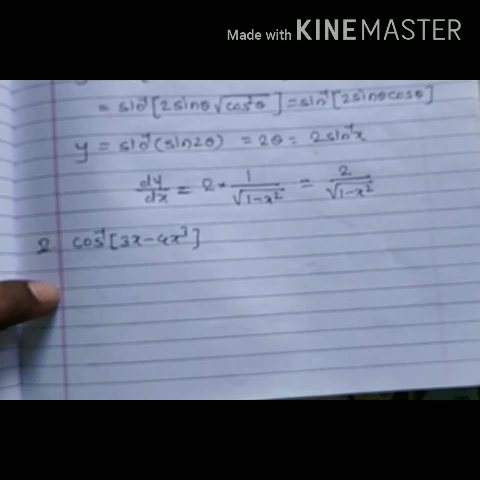 Made with KINEMASTER
= sin⁻¹[2sinθ√cos²θ] = sin⁻¹[2sinθcosθ]
y = sin⁻¹(sin2θ) = 2θ = 2sin⁻¹x
dy/dx = 2 * 1/√1-x² = 2/√1-x²
2 cos⁻¹[3x-4x³]